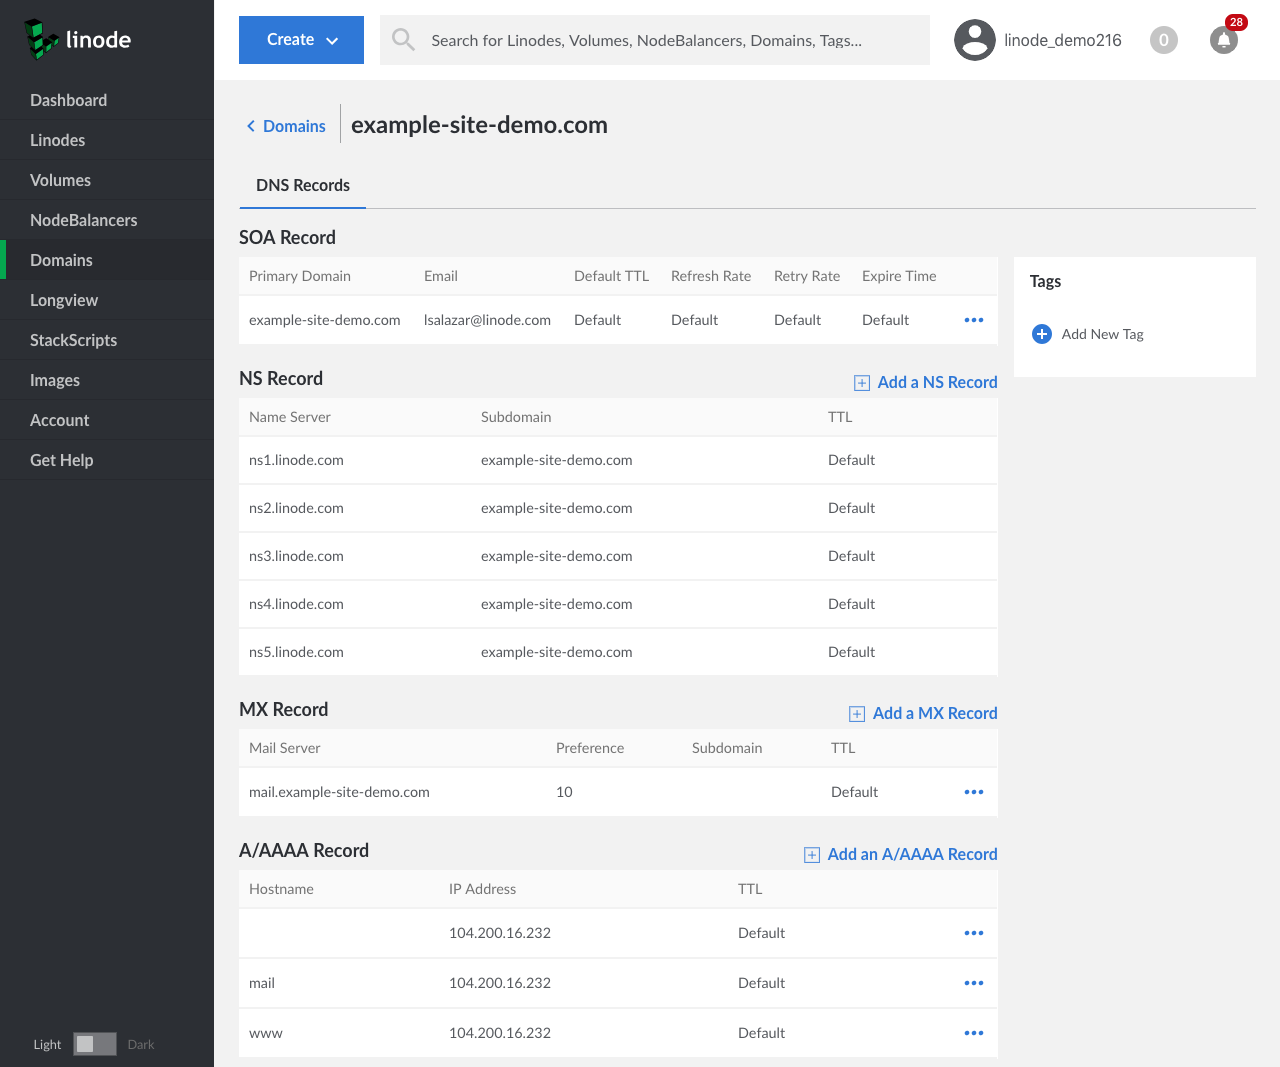 linode
Create
Search for Linodes, Volumes, NodeBalancers, Domains, Tags...
linode_demo216
0
28
Dashboard
Linodes
Volumes
NodeBalancers
Domains
Longview
StackScripts
Images
Account
Get Help
Light Dark
Domains
example-site-demo.com
DNS Records
SOA Record
Primary Domain Email Default TTL Refresh Rate Retry Rate Expire Time
example-site-demo.com lsalazar@linode.com Default Default Default Default
Tags
Add New Tag
NS Record
Add a NS Record
Name Server Subdomain TTL
ns1.linode.com example-site-demo.com Default
ns2.linode.com example-site-demo.com Default
ns3.linode.com example-site-demo.com Default
ns4.linode.com example-site-demo.com Default
ns5.linode.com example-site-demo.com Default
MX Record
Add a MX Record
Mail Server Preference Subdomain TTL
mail.example-site-demo.com 10 Default
A/AAAA Record
Add an A/AAAA Record
Hostname IP Address TTL
104.200.16.232 Default
mail 104.200.16.232 Default
www 104.200.16.232 Default